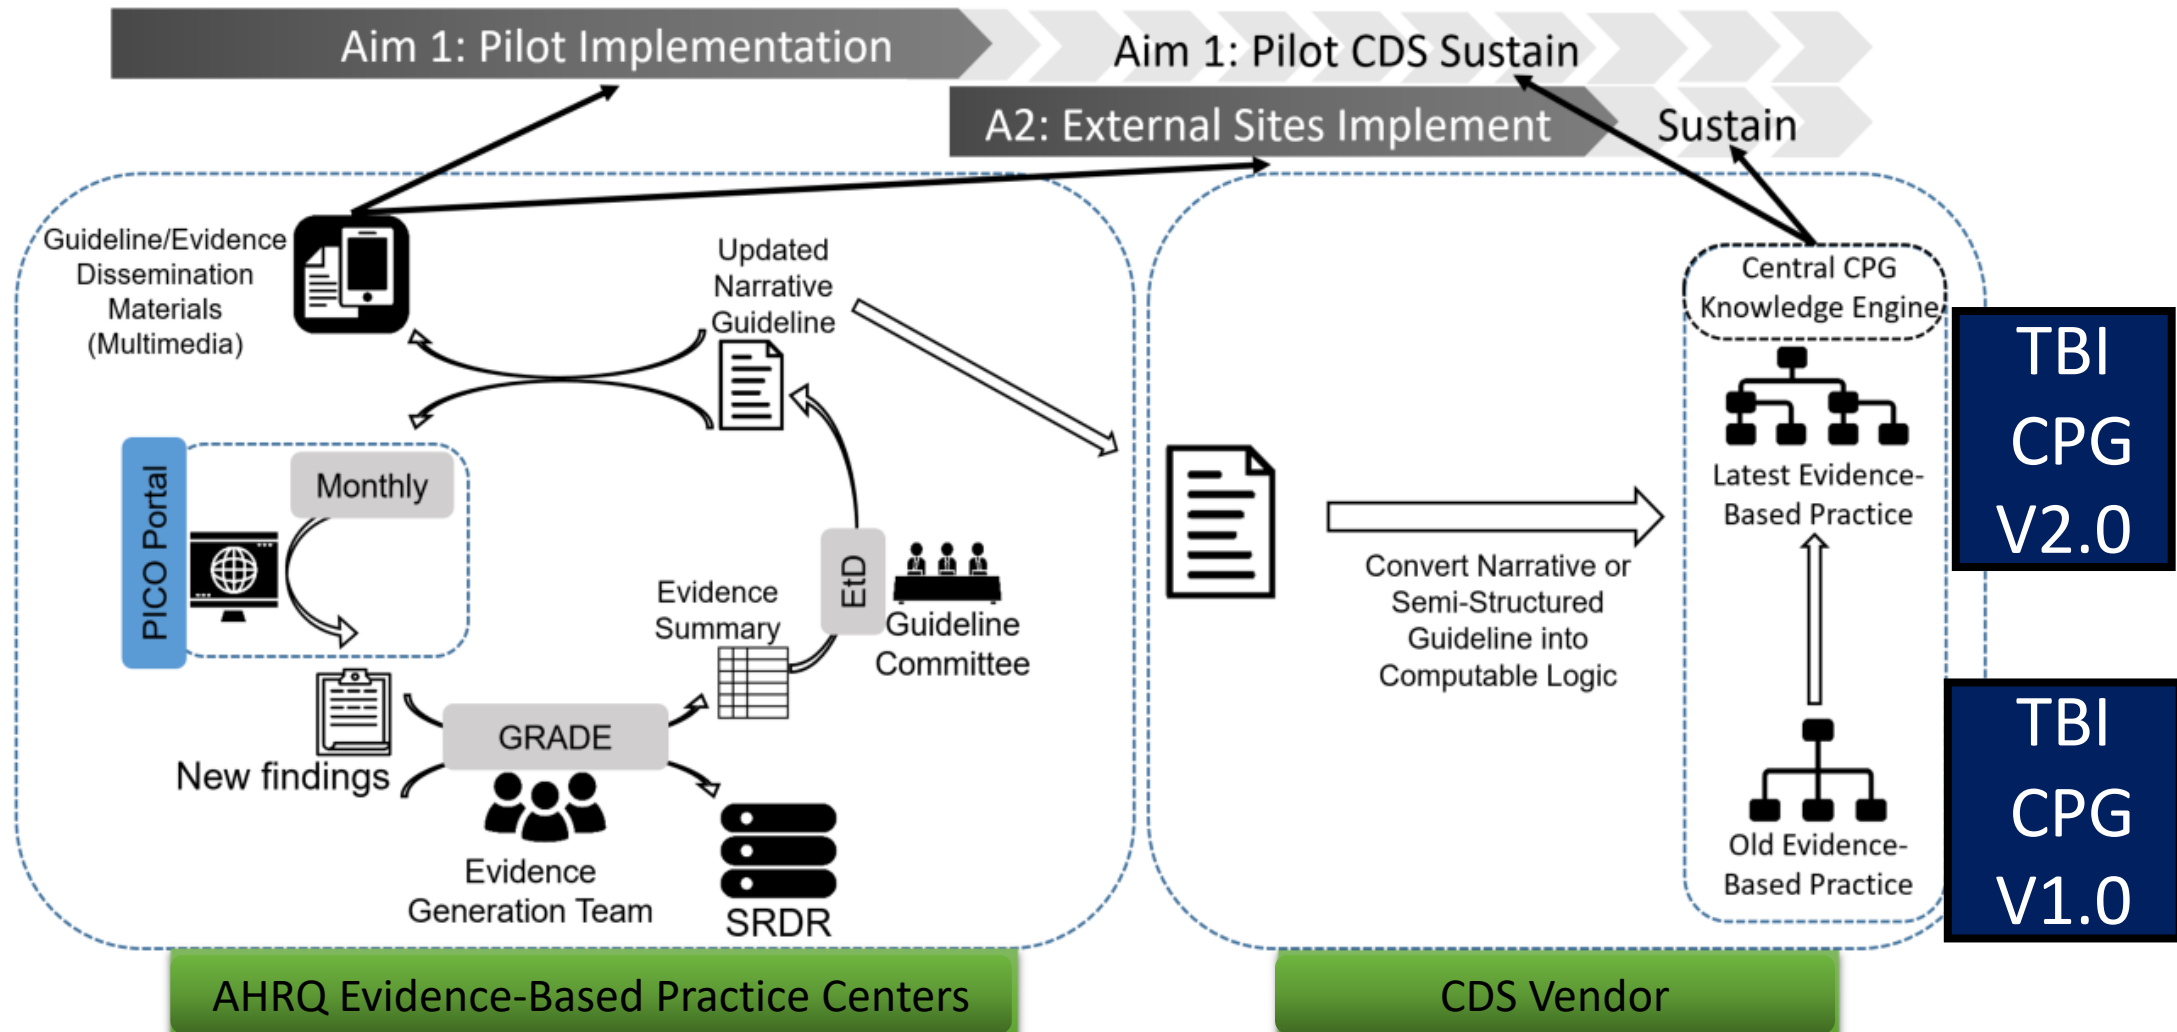 Aim 1: Pilot Implementation
Aim 1: Pilot CDS Sustain
A2: External Sites Implement
Sustain
Guideline/Evidence
Dissemination
Materials
(Multimedia)
Updated
Narrative
Guideline
PICO Portal
Monthly
New findings
GRADE
Evidence
Generation Team
SRDR
Evidence
Summary
EtD
Guideline
Committee
AHRQ Evidence-Based Practice Centers
Convert Narrative or
Semi-Structured
Guideline into
Computable Logic
Central CPG
Knowledge Engine
Latest Evidence-
Based Practice
Old Evidence-
Based Practice
TBI
CPG
V2.0
TBI
CPG
V1.0
CDS Vendor